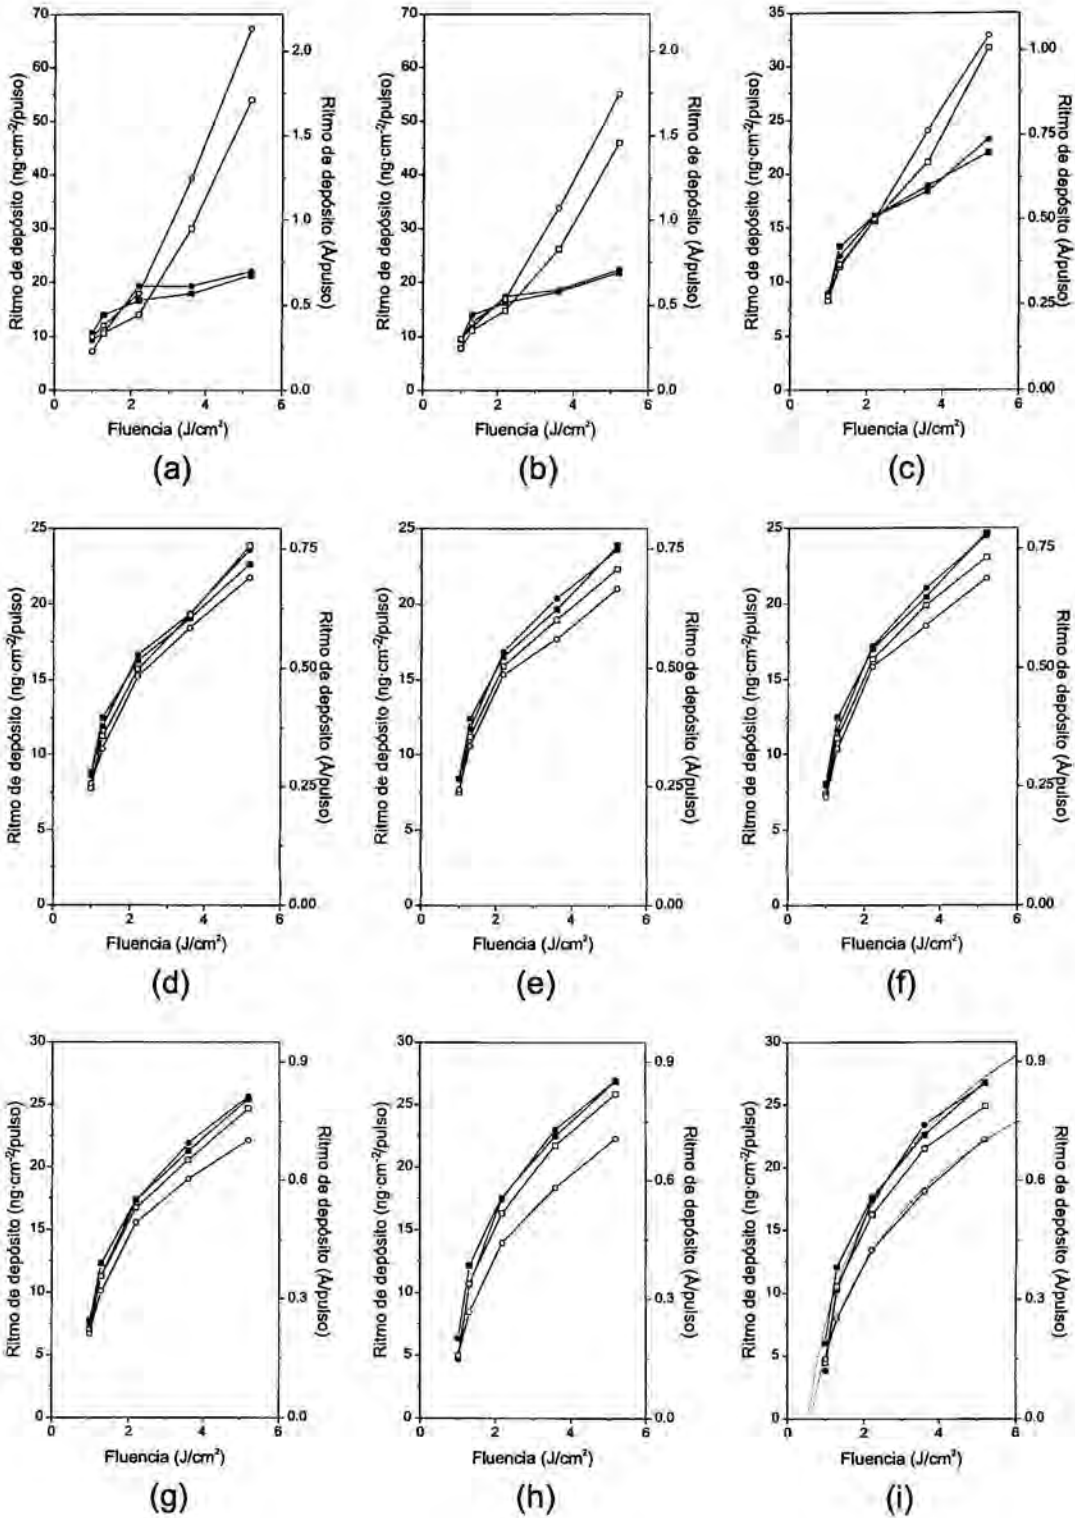 70
60
50
40
30
20
10
0
2.0
1.5
1.0
0.5
0.0
0 2 4 6
Ritmo de depósito (ng·cm⁻²/pulso)
Ritmo de depósito (Å/pulso)
Fluencia (J/cm²)
(a)
70
60
50
40
30
20
10
0
2.0
1.5
1.0
0.5
0.0
0 2 4 6
Ritmo de depósito (ng·cm⁻²/pulso)
Ritmo de depósito (Å/pulso)
Fluencia (J/cm²)
(b)
35
30
25
20
15
10
5
0
1.00
0.75
0.50
0.25
0.00
0 2 4 6
Ritmo de depósito (ng·cm⁻²/pulso)
Ritmo de depósito (Å/pulso)
Fluencia (J/cm²)
(c)
25
20
15
10
5
0
0.75
0.50
0.25
0.00
0 2 4 6
Ritmo de depósito (ng·cm⁻²/pulso)
Ritmo de depósito (Å/pulso)
Fluencia (J/cm²)
(d)
25
20
15
10
5
0
0.75
0.50
0.25
0.00
0 2 4 6
Ritmo de depósito (ng·cm⁻²/pulso)
Ritmo de depósito (Å/pulso)
Fluencia (J/cm²)
(e)
25
20
15
10
5
0
0.75
0.50
0.25
0.00
0 2 4 6
Ritmo de depósito (ng·cm⁻²/pulso)
Ritmo de depósito (Å/pulso)
Fluencia (J/cm²)
(f)
30
25
20
15
10
5
0
0.9
0.6
0.3
0.0
0 2 4 6
Ritmo de depósito (ng·cm⁻²/pulso)
Ritmo de depósito (Å/pulso)
Fluencia (J/cm²)
(g)
30
25
20
15
10
5
0
0.9
0.6
0.3
0.0
0 2 4 6
Ritmo de depósito (ng·cm⁻²/pulso)
Ritmo de depósito (Å/pulso)
Fluencia (J/cm²)
(h)
30
25
20
15
10
5
0
0.9
0.6
0.3
0.0
0 2 4 6
Ritmo de depósito (ng·cm⁻²/pulso)
Ritmo de depósito (Å/pulso)
Fluencia (J/cm²)
(i)